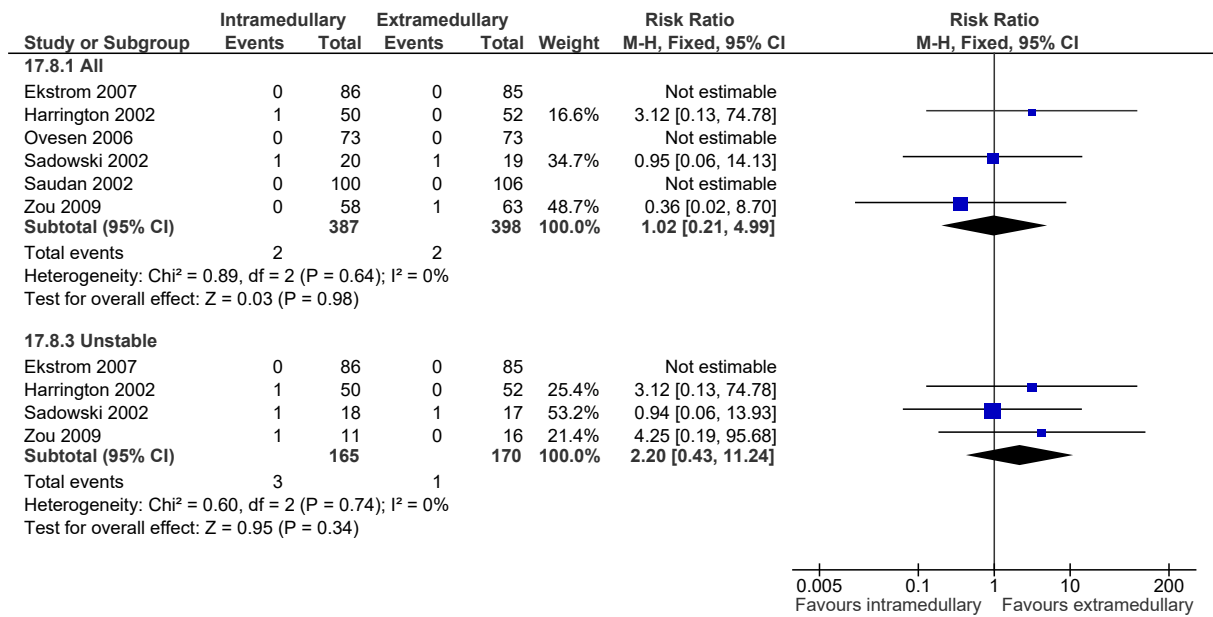 Intramedullary Extramedullary Risk Ratio Risk Ratio
Study or Subgroup Events Total Events Total Weight M-H, Fixed, 95% CI M-H, Fixed, 95% CI
17.8.1 All
Ekstrom 2007 0 86 0 85 Not estimable
Harrington 2002 1 50 0 52 16.6% 3.12 [0.13, 74.78]
Ovesen 2006 0 73 0 73 Not estimable
Sadowski 2002 1 20 1 19 34.7% 0.95 [0.06, 14.13]
Saudan 2002 0 100 0 106 Not estimable
Zou 2009 0 58 1 63 48.7% 0.36 [0.02, 8.70]
Subtotal (95% CI) 387 398 100.0% 1.02 [0.21, 4.99]
Total events 2 2
Heterogeneity: Chi² = 0.89, df = 2 (P = 0.64); I² = 0%
Test for overall effect: Z = 0.03 (P = 0.98)
17.8.3 Unstable
Ekstrom 2007 0 86 0 85 Not estimable
Harrington 2002 1 50 0 52 25.4% 3.12 [0.13, 74.78]
Sadowski 2002 1 18 1 17 53.2% 0.94 [0.06, 13.93]
Zou 2009 1 11 0 16 21.4% 4.25 [0.19, 95.68]
Subtotal (95% CI) 165 170 100.0% 2.20 [0.43, 11.24]
Total events 3 1
Heterogeneity: Chi² = 0.60, df = 2 (P = 0.74); I² = 0%
Test for overall effect: Z = 0.95 (P = 0.34)
0.005 0.1 1 10 200
Favours intramedullary Favours extramedullary